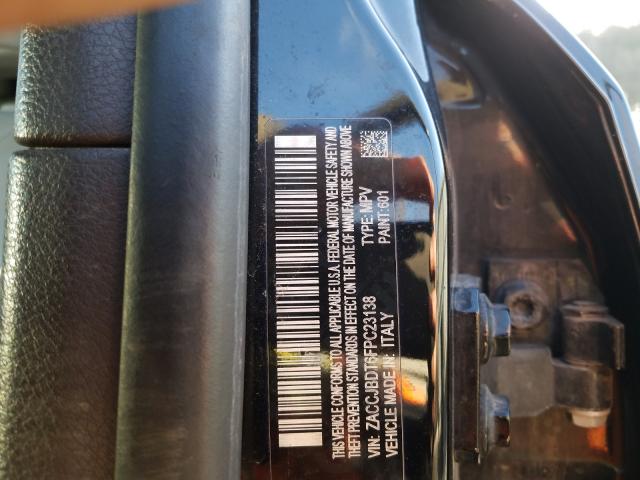 THIS VEHICLE CONFORMS TO ALL APPLICABLE U.S.A. FEDERAL MOTOR VEHICLE SAFETY AND
THEFT PREVENTION STANDARDS IN EFFECT ON THE DATE OF MANUFACTURE SHOWN ABOVE
VIN: ZACCJBDT6FPC23138 TYPE: MPV
VEHICLE MADE IN: ITALY PAINT: 601